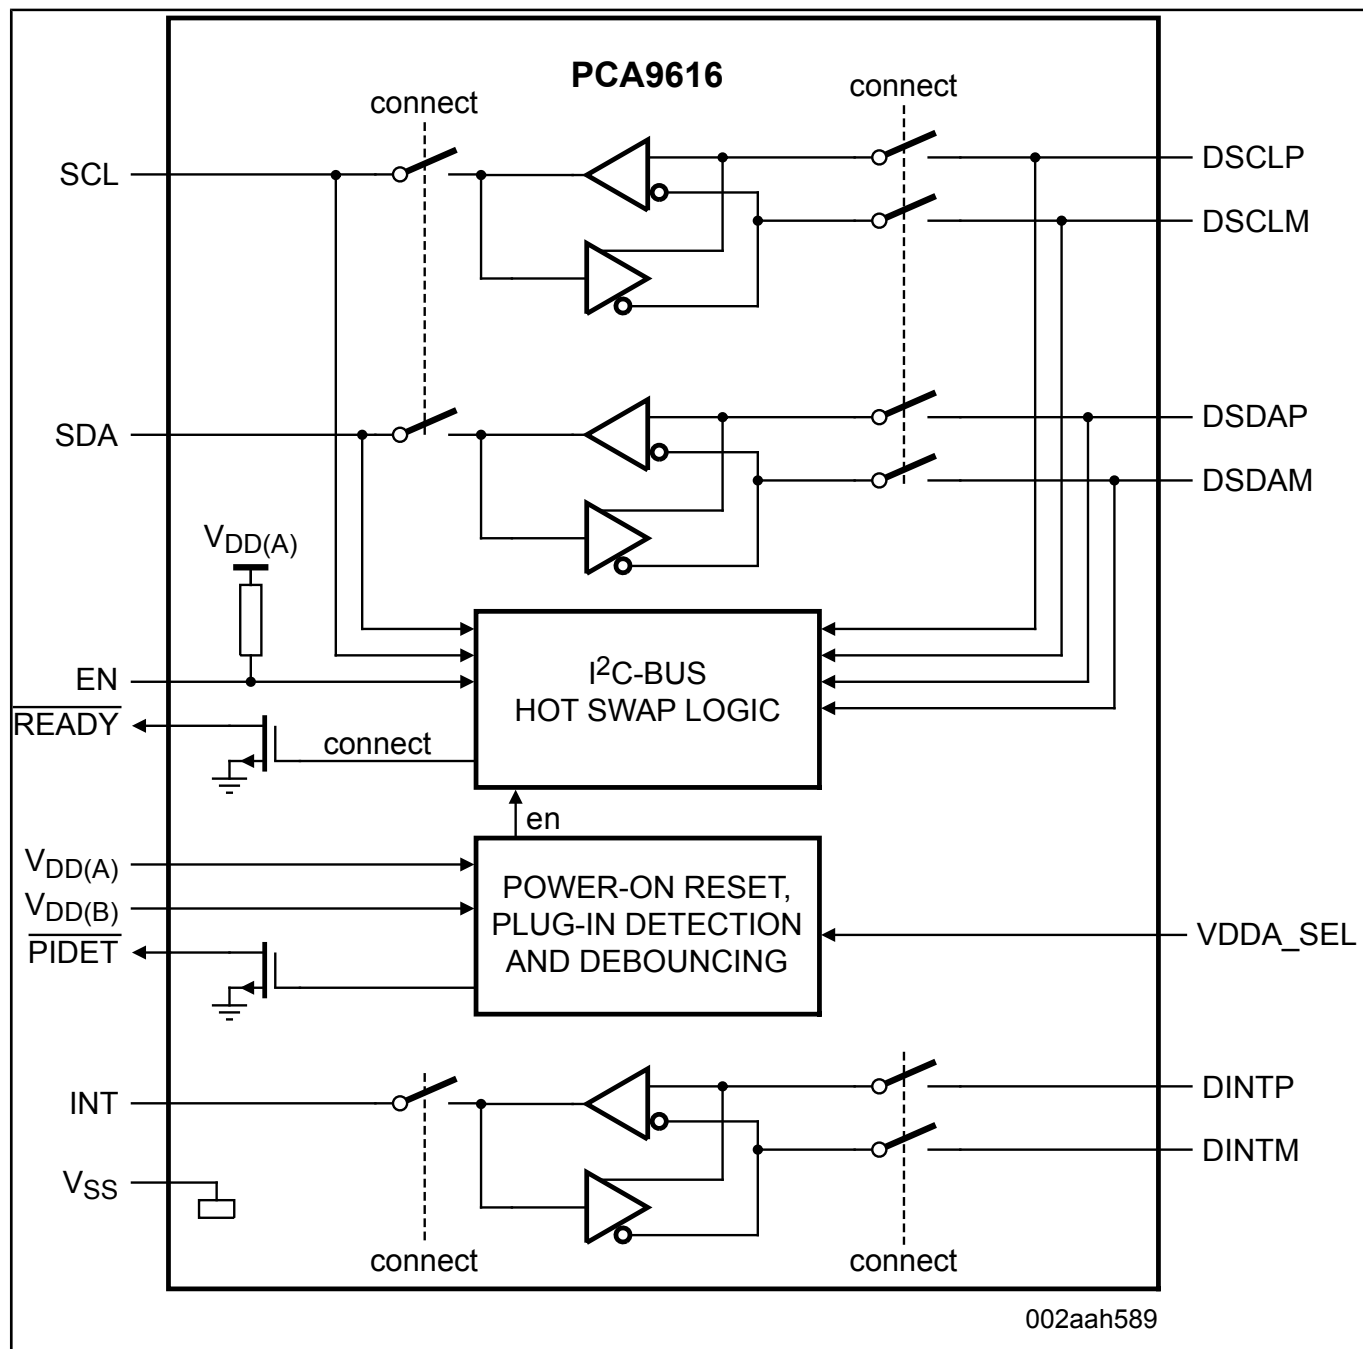 PCA9616
connect
connect
SCL
DSCLP
DSCLM
SDA
DSDAP
DSDAM
VDD(A)
EN
I2C-BUS
HOT SWAP LOGIC
READY
connect
en
VDD(A)
VDD(B)
PIDET
POWER-ON RESET,
PLUG-IN DETECTION
AND DEBOUNCING
VDDA_SEL
INT
DINTP
DINTM
VSS
connect
connect
002aah589